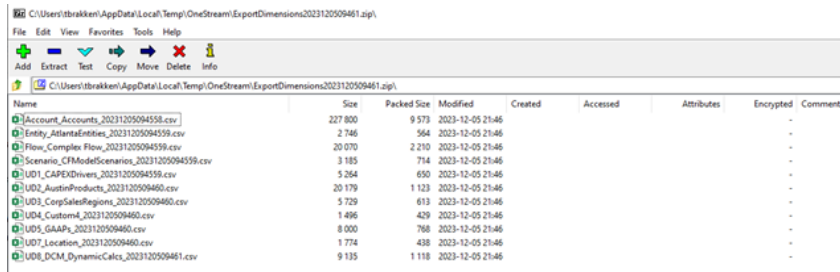 C:\Users\tbrakken\AppData\Local\Temp\OneStream\ExportDimensions2023120509461.zip\
File Edit View Favorites Tools Help
Add Extract Test Copy Move Delete Info
C:\Users\tbrakken\AppData\Local\Temp\OneStream\ExportDimensions2023120509461.zip\
Name Size Packed Size Modified Created Accessed Attributes Encrypted Comment
Account_Accounts_20231205094558.csv 227 800 9 573 2023-12-05 21:46 -
Entity_AtlantaEntities_20231205094559.csv 2 746 564 2023-12-05 21:46 -
Flow_Complex Flow_20231205094559.csv 20 070 2 210 2023-12-05 21:46 -
Scenario_CFModelScenarios_20231205094559.csv 3 185 714 2023-12-05 21:46 -
UD1_CAPEXDrivers_20231205094559.csv 5 264 650 2023-12-05 21:46 -
UD2_AustinProducts_2023120509460.csv 20 179 1 123 2023-12-05 21:46 -
UD3_CorpSalesRegions_2023120509460.csv 5 729 613 2023-12-05 21:46 -
UD4_Custom4_2023120509460.csv 1 496 429 2023-12-05 21:46 -
UD5_GAAPs_2023120509460.csv 8 000 768 2023-12-05 21:46 -
UD7_Location_2023120509460.csv 1 774 438 2023-12-05 21:46 -
UD8_DCM_DynamicCalcs_2023120509461.csv 9 135 1 118 2023-12-05 21:46 -